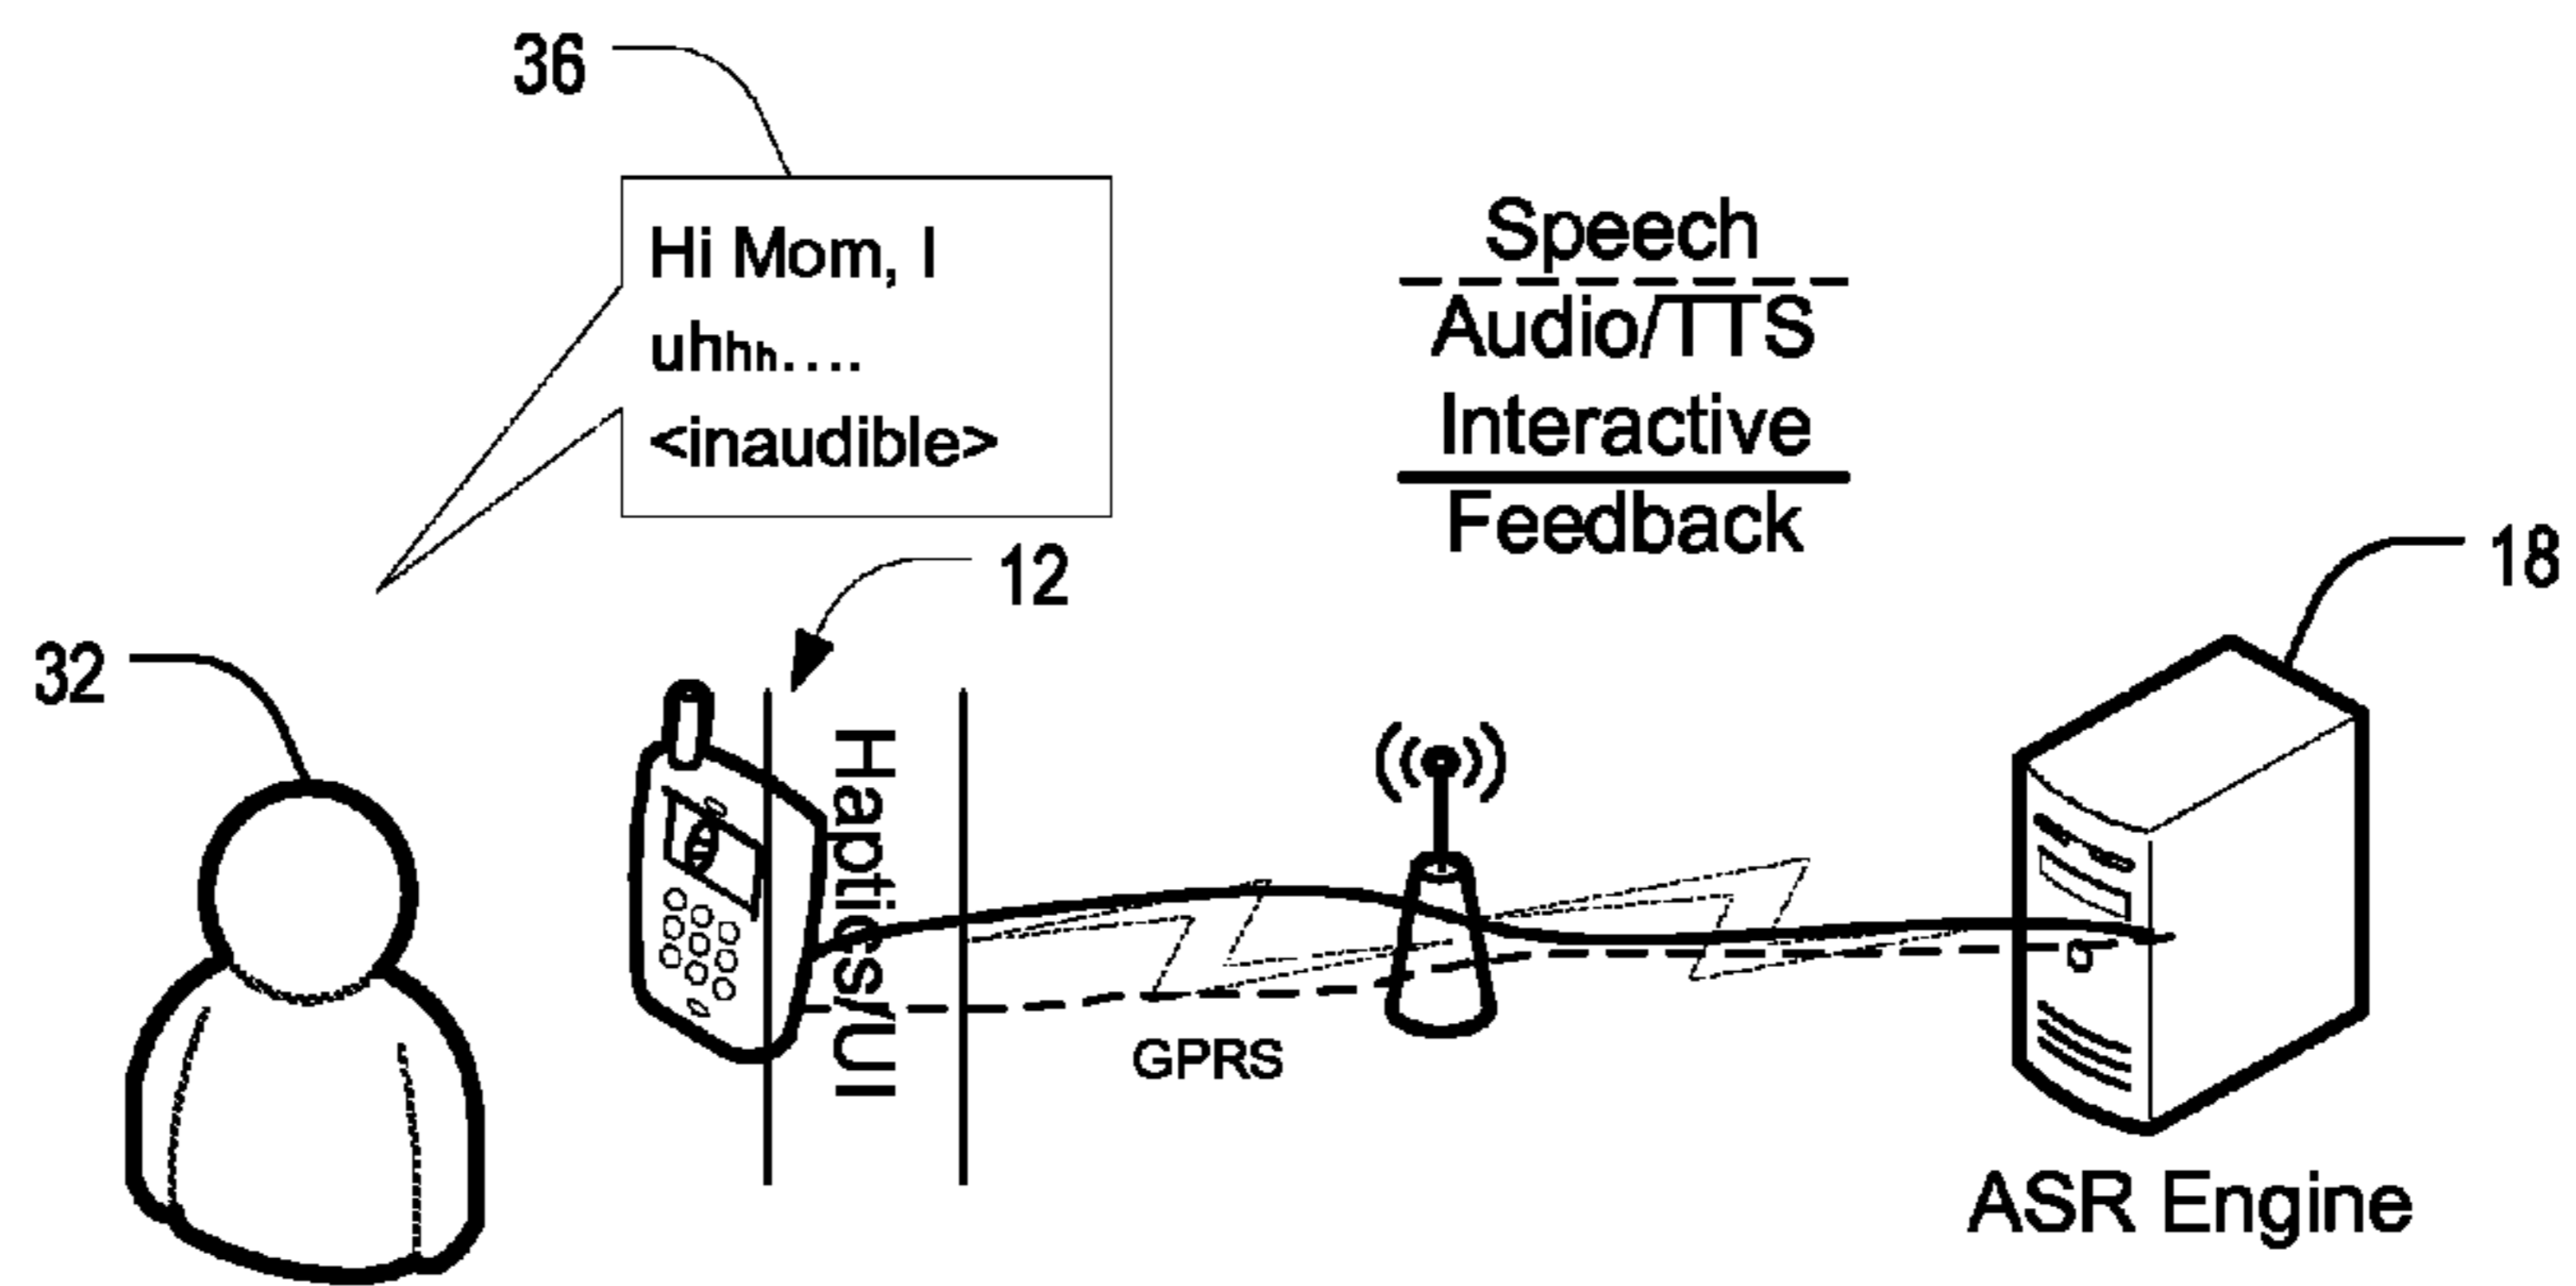 36
Hi Mom, I
uhhh....
<inaudible>
Speech
Audio/TTS
Interactive
Feedback
12
18
32
Haptics/UI
GPRS
ASR Engine